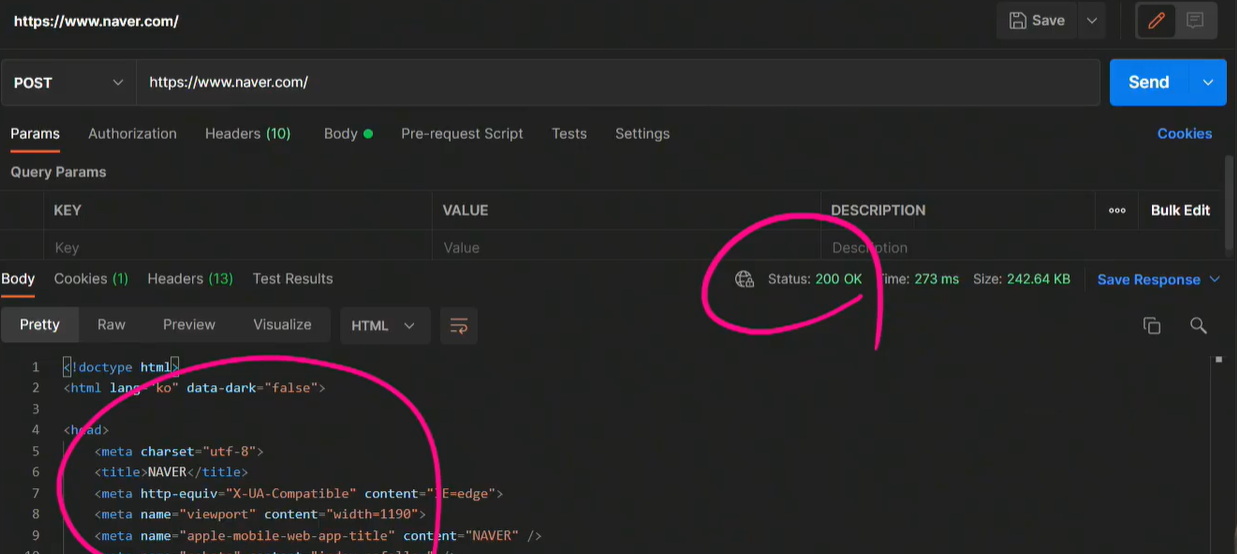 https://www.naver.com/
Save
POST https://www.naver.com/ Send
Params Authorization Headers (10) Body Pre-request Script Tests Settings Cookies
Query Params
KEY VALUE DESCRIPTION ooo Bulk Edit
Key Value Description
Body Cookies (1) Headers (13) Test Results Status: 200 OK Time: 273 ms Size: 242.64 KB Save Response
Pretty Raw Preview Visualize HTML
1 <!doctype html>
2 <html lang="ko" data-dark="false">
3
4 <head>
5 <meta charset="utf-8">
6 <title>NAVER</title>
7 <meta http-equiv="X-UA-Compatible" content="IE=edge">
8 <meta name="viewport" content="width=1190">
9 <meta name="apple-mobile-web-app-title" content="NAVER" />